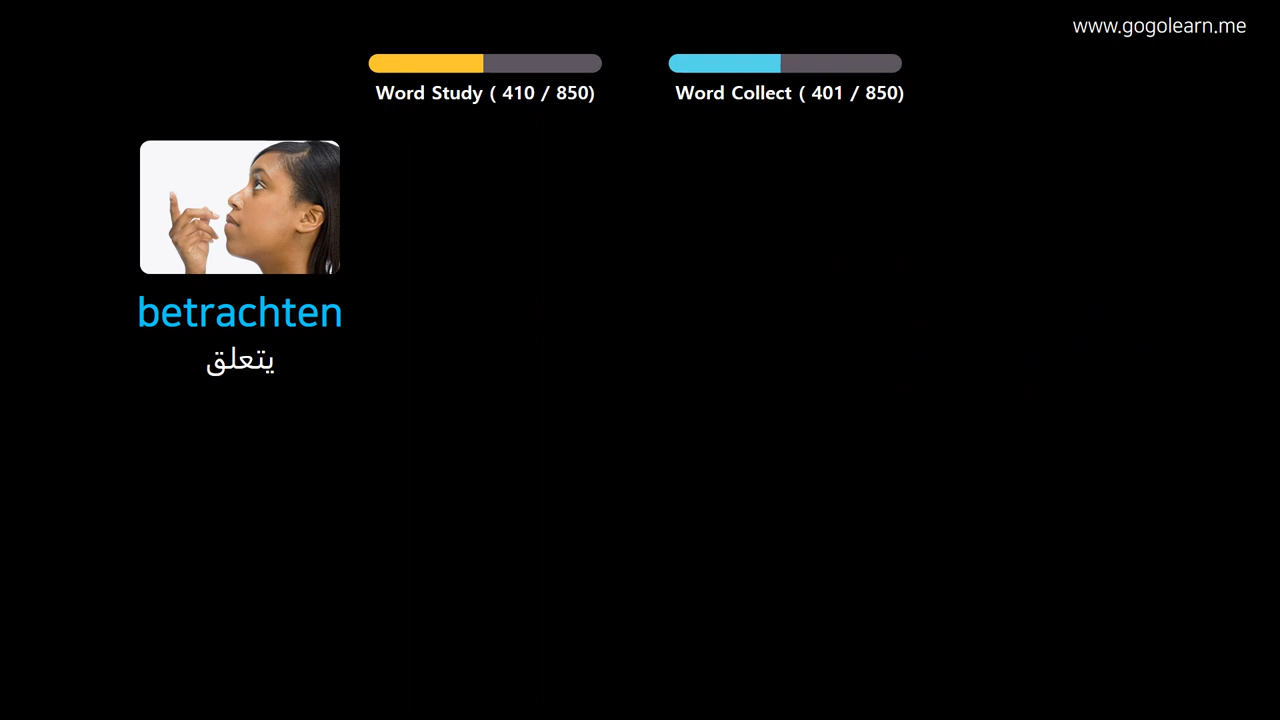 www.gogolearn.me
Word Study ( 410 / 850)
Word Collect ( 401 / 850)
betrachten
يتعلق